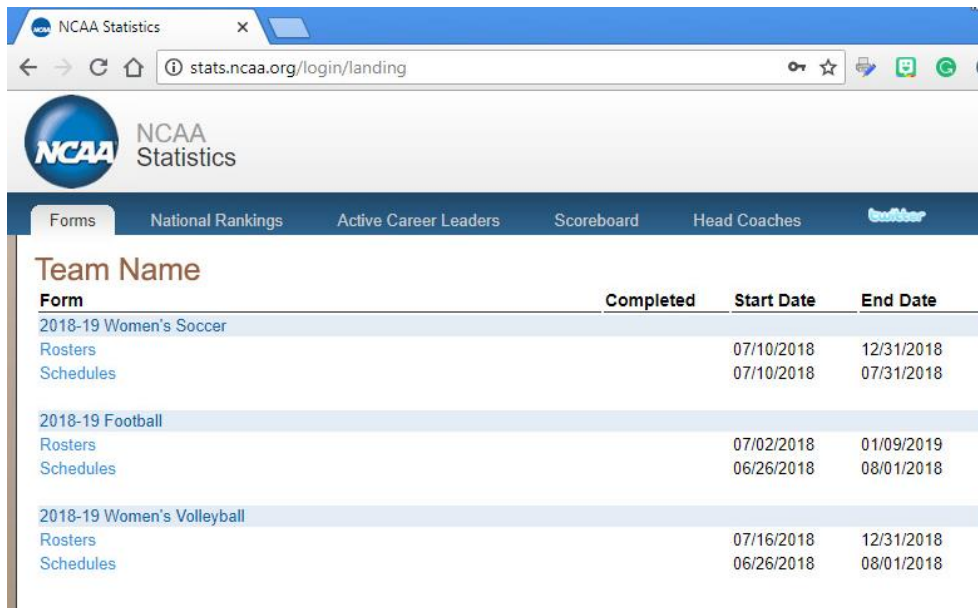 NCAA Statistics
stats.ncaa.org/login/landing
NCAA
NCAA
Statistics
Forms National Rankings Active Career Leaders Scoreboard Head Coaches twitter
Team Name
Form Completed Start Date End Date
2018-19 Women's Soccer
Rosters 07/10/2018 12/31/2018
Schedules 07/10/2018 07/31/2018
2018-19 Football
Rosters 07/02/2018 01/09/2019
Schedules 06/26/2018 08/01/2018
2018-19 Women's Volleyball
Rosters 07/16/2018 12/31/2018
Schedules 06/26/2018 08/01/2018